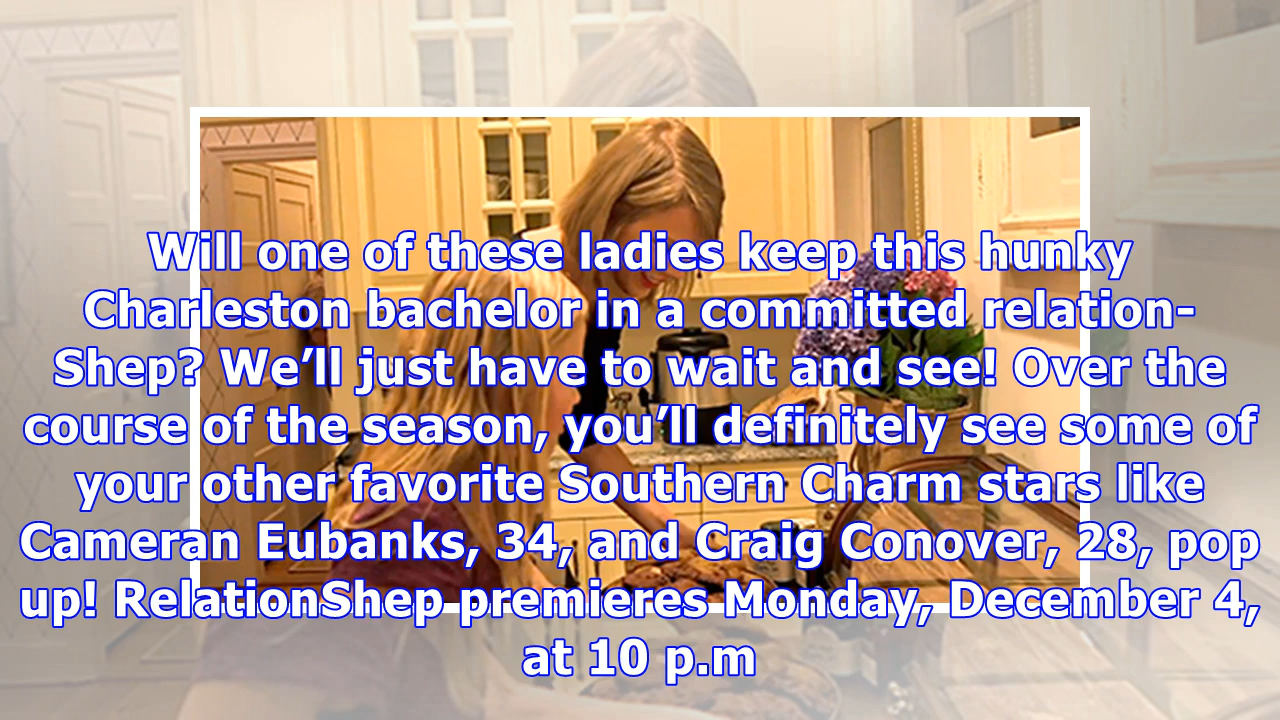 Will one of these ladies keep this hunky
Charleston bachelor in a committed relation-
Shep? We’ll just have to wait and see! Over the
course of the season, you’ll definitely see some of
your other favorite Southern Charm stars like
Cameran Eubanks, 34, and Craig Conover, 28, pop
up! RelationShep premieres Monday, December 4,
at 10 p.m